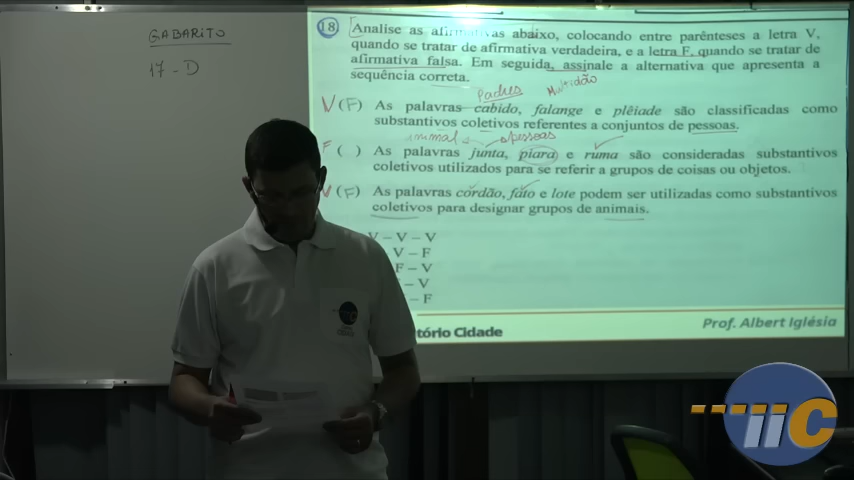 GABARITO
17 - D
18 Analise as afirmativas abaixo, colocando entre parênteses a letra V,
quando se tratar de afirmativa verdadeira, e a letra F, quando se tratar de
afirmativa falsa. Em seguida, assinale a alternativa que apresenta a
sequência correta.
Padres Multidão
V (F) As palavras cabido, falange e plêiade são classificadas como
substantivos coletivos referentes a conjuntos de pessoas.
animal pessoas
F ( ) As palavras junta, piara e ruma são consideradas substantivos
coletivos utilizados para se referir a grupos de coisas ou objetos.
V (F) As palavras cordão, fato e lote podem ser utilizadas como substantivos
coletivos para designar grupos de animais.
V – V – V
V – F
F – V
– V
– F
tório Cidade
Prof. Albert Iglésia
IIC